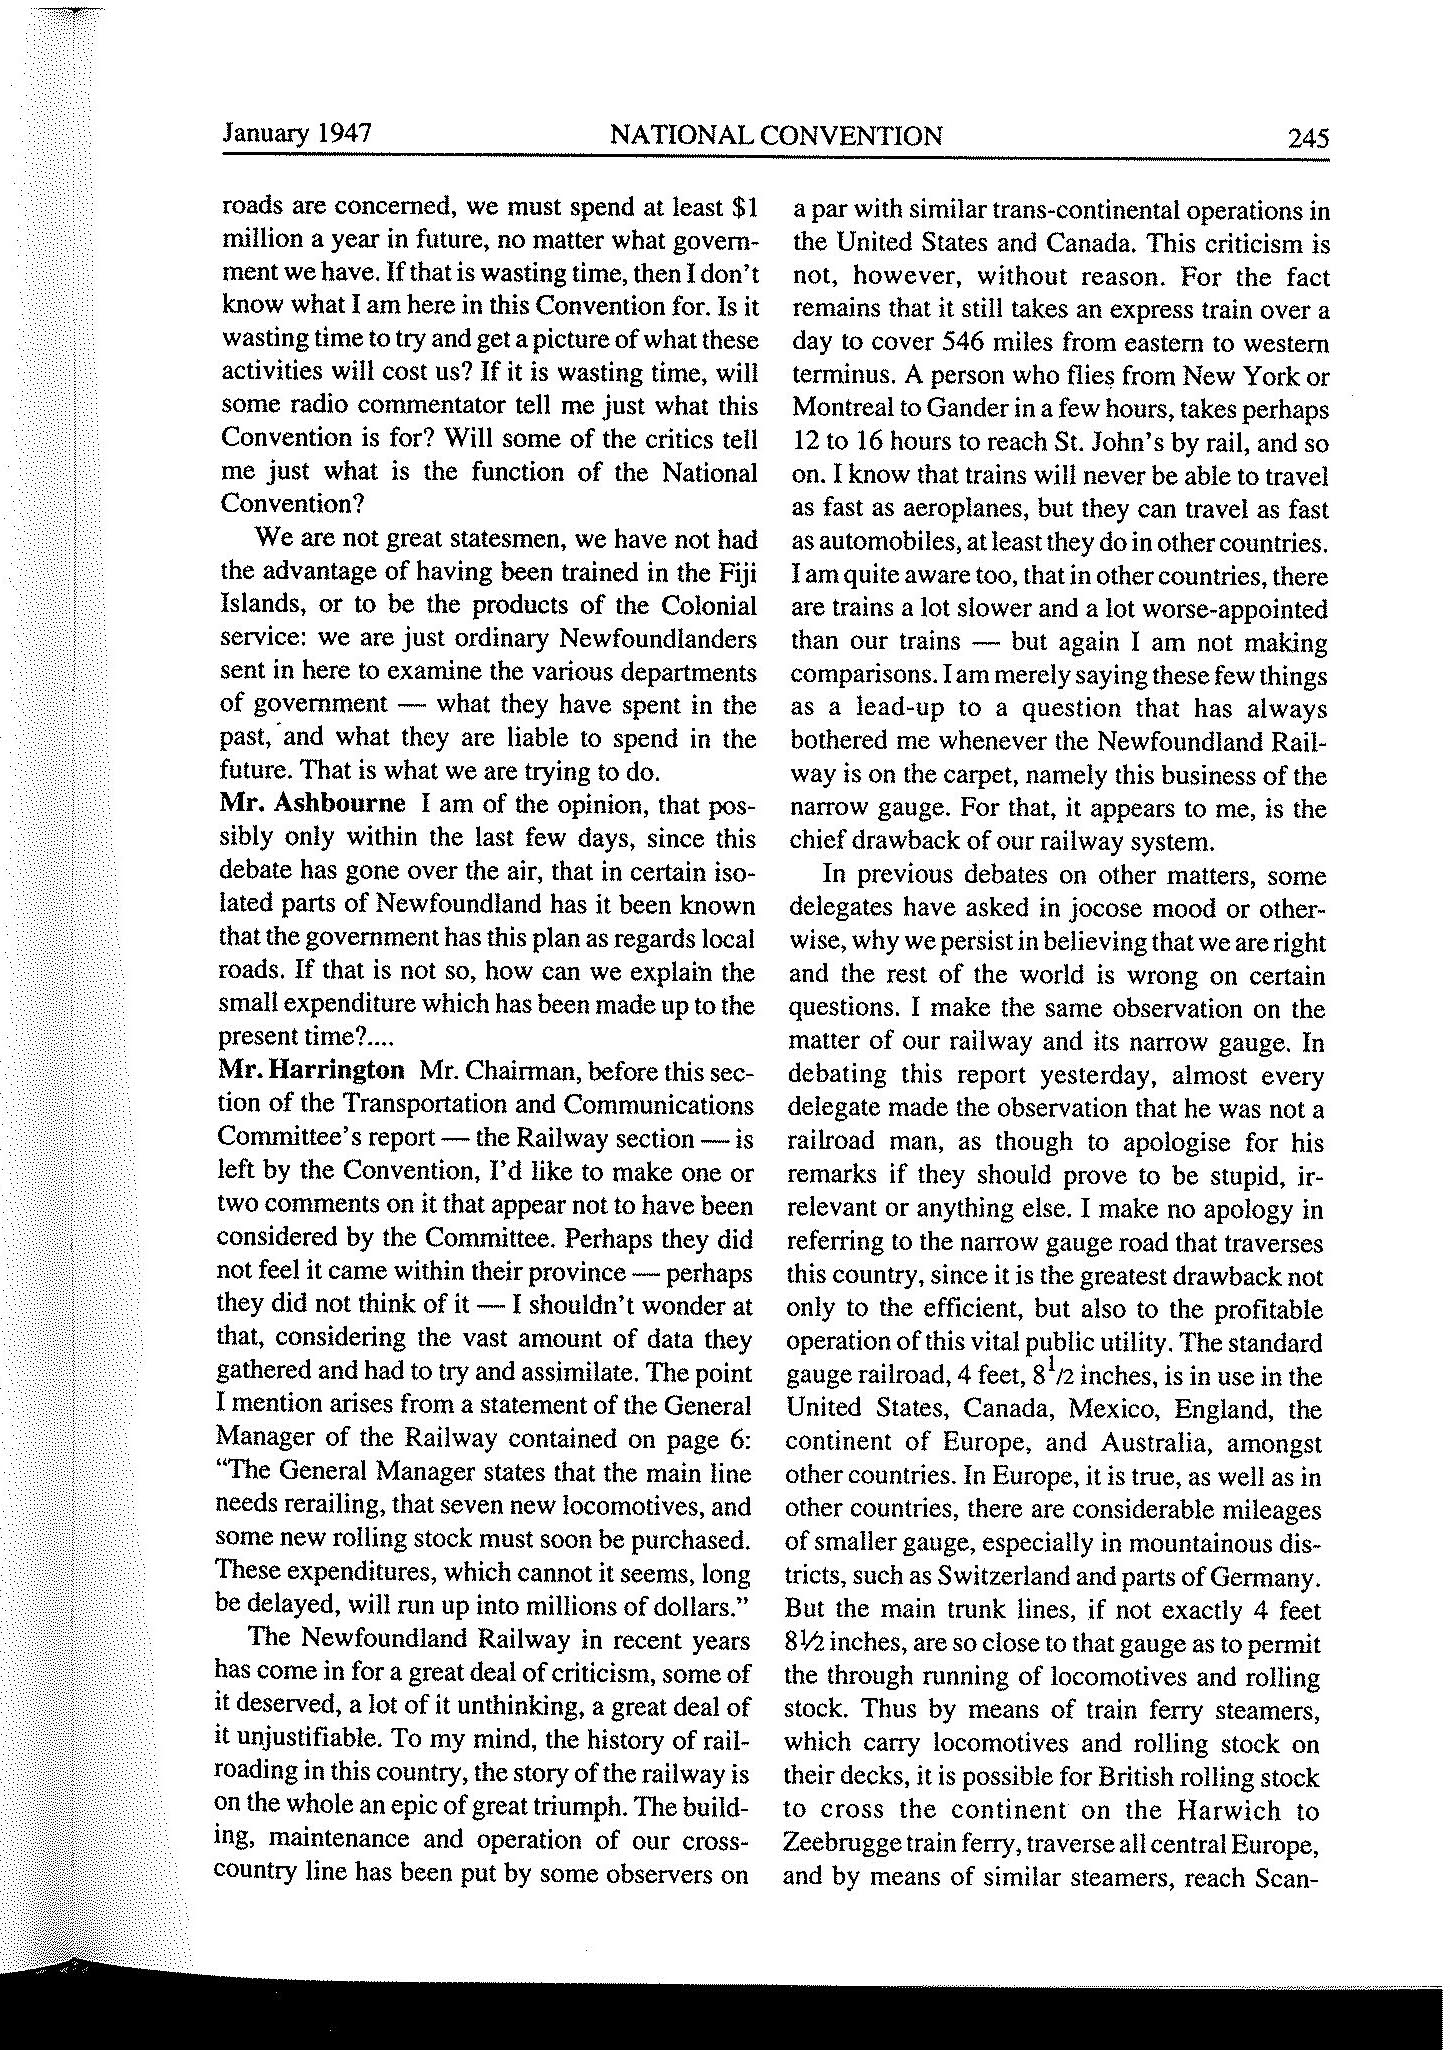 January 1947
NATIONAL CONVENTION
245
roads are concerned, we must spend at least $1
million a year in future, no matter what govern-
ment we have. If that is wasting time, then I don't
know what I am here in this Convention for. Is it
wasting time to try and get a picture of what these
activities will cost us? If it is wasting time, will
some radio commentator tell me just what this
Convention is for? Will some of the critics tell
me just what is the function of the National
Convention?
We are not great statesmen, we have not had
the advantage of having been trained in the Fiji
Islands, or to be the products of the Colonial
service: we are just ordinary Newfoundlanders
sent in here to examine the various departments
of government — what they have spent in the
past, and what they are liable to spend in the
future. That is what we are trying to do.
Mr. Ashbourne I am of the opinion, that pos-
sibly only within the last few days, since this
debate has gone over the air, that in certain iso-
lated parts of Newfoundland has it been known
that the government has this plan as regards local
roads. If that is not so, how can we explain the
small expenditure which has been made up to the
present time?....
Mr. Harrington Mr. Chairman, before this sec-
tion of the Transportation and Communications
Committee's report — the Railway section — is
left by the Convention, I'd like to make one or
two comments on it that appear not to have been
considered by the Committee. Perhaps they did
not feel it came within their province — perhaps
they did not think of it — I shouldn't wonder at
that, considering the vast amount of data they
gathered and had to try and assimilate. The point
I mention arises from a statement of the General
Manager of the Railway contained on page 6:
"The General Manager states that the main line
needs rerailing, that seven new locomotives, and
some new rolling stock must soon be purchased.
These expenditures, which cannot it seems, long
be delayed, will run up into millions of dollars."
The Newfoundland Railway in recent years
has come in for a great deal of criticism, some of
it deserved, a lot of it unthinking, a great deal of
it unjustifiable. To my mind, the history of rail-
roading in this country, the story of the railway is
on the whole an epic of great triumph. The build-
ing, maintenance and operation of our cross-
country line has been put by some observers on
a par with similar trans-continental operations in
the United States and Canada. This criticism is
not, however, without reason. For the fact
remains that it still takes an express train over a
day to cover 546 miles from eastern to western
terminus. A person who flies from New York or
Montreal to Gander in a few hours, takes perhaps
12 to 16 hours to reach St. John's by rail, and so
on. I know that trains will never be able to travel
as fast as aeroplanes, but they can travel as fast
as automobiles, at least they do in other countries.
I am quite aware too, that in other countries, there
are trains a lot slower and a lot worse-appointed
than our trains — but again I am not making
comparisons. I am merely saying these few things
as a lead-up to a question that has always
bothered me whenever the Newfoundland Rail-
way is on the carpet, namely this business of the
narrow gauge. For that, it appears to me, is the
chief drawback of our railway system.
In previous debates on other matters, some
delegates have asked in jocose mood or other-
wise, why we persist in believing that we are right
and the rest of the world is wrong on certain
questions. I make the same observation on the
matter of our railway and its narrow gauge. In
debating this report yesterday, almost every
delegate made the observation that he was not a
railroad man, as though to apologise for his
remarks if they should prove to be stupid, ir-
relevant or anything else. I make no apology in
referring to the narrow gauge road that traverses
this country, since it is the greatest drawback not
only to the efficient, but also to the profitable
operation of this vital public utility. The standard
gauge railroad, 4 feet, 8 1/2 inches, is in use in the
United States, Canada, Mexico, England, the
continent of Europe, and Australia, amongst
other countries. In Europe, it is true, as well as in
other countries, there are considerable mileages
of smaller gauge, especially in mountainous dis-
tricts, such as Switzerland and parts of Germany.
But the main trunk lines, if not exactly 4 feet
8½ inches, are so close to that gauge as to permit
the through running of locomotives and rolling
stock. Thus by means of train ferry steamers,
which carry locomotives and rolling stock on
their decks, it is possible for British rolling stock
to cross the continent on the Harwich to
Zeebrugge train ferry, traverse all central Europe,
and by means of similar steamers, reach Scan-